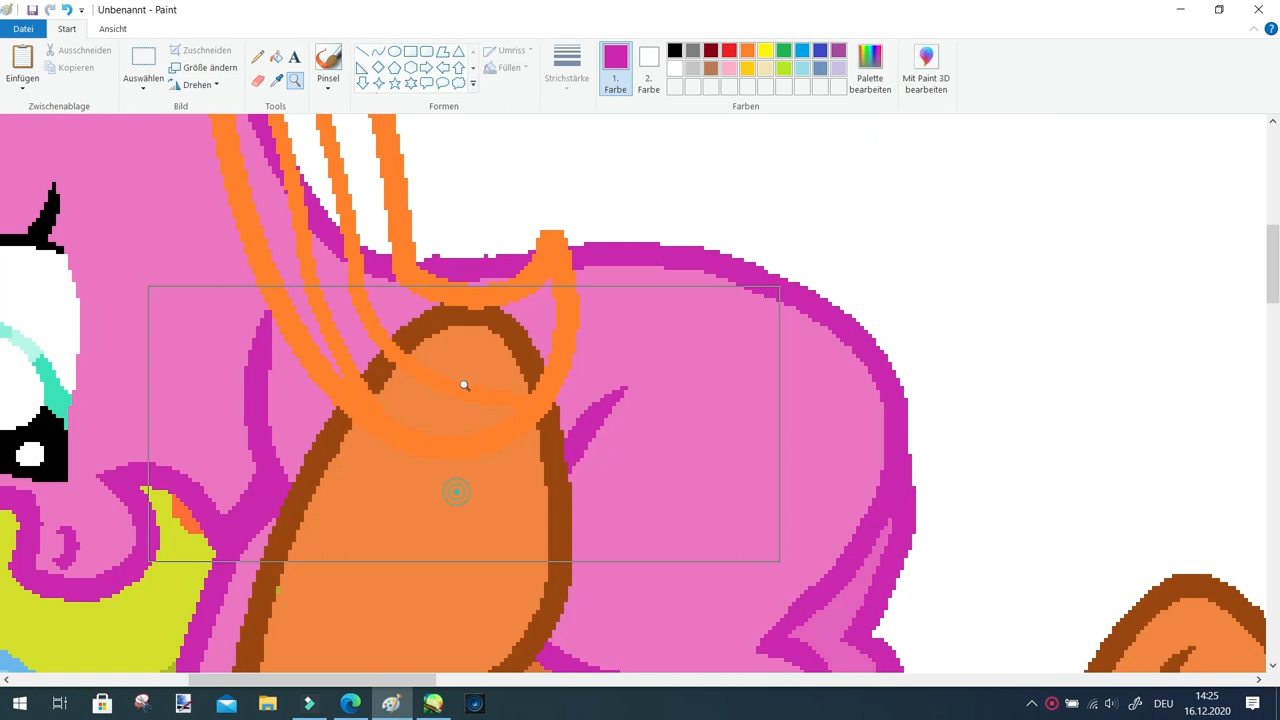 Unbenannt - Paint
Datei
Start
Ansicht
Einfügen
Ausschneiden
Kopieren
Zwischenablage
Auswählen
Zuschneiden
Größe ändern
Drehen
Bild
A
Tools
Pinsel
Umriss
Füllen
Formen
Strichstärke
1.
Farbe
2.
Farbe
Farben
Palette
bearbeiten
Mit Paint 3D
bearbeiten
DEU
14:25
16.12.2020